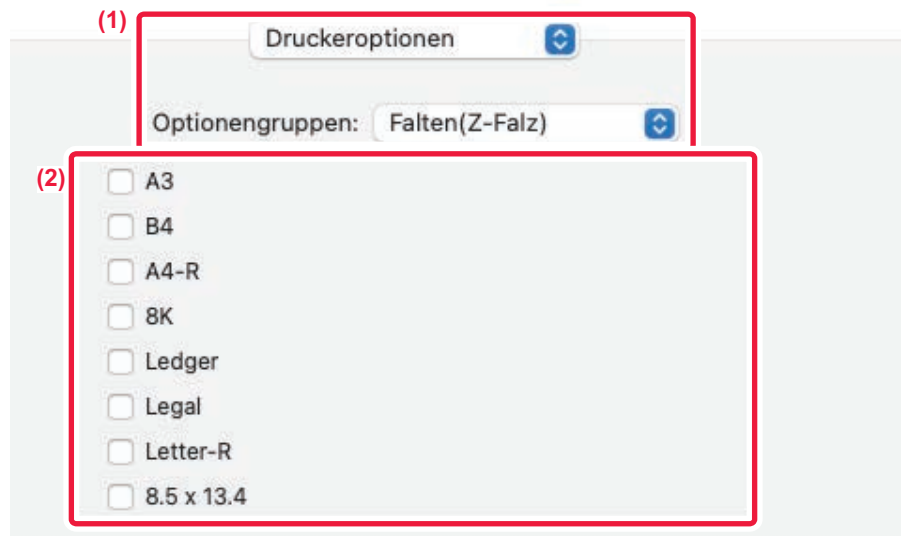 (1)
Druckeroptionen
Optionengruppen: Falten(Z-Falz)
(2)
A3
B4
A4-R
8K
Ledger
Legal
Letter-R
8.5 x 13.4